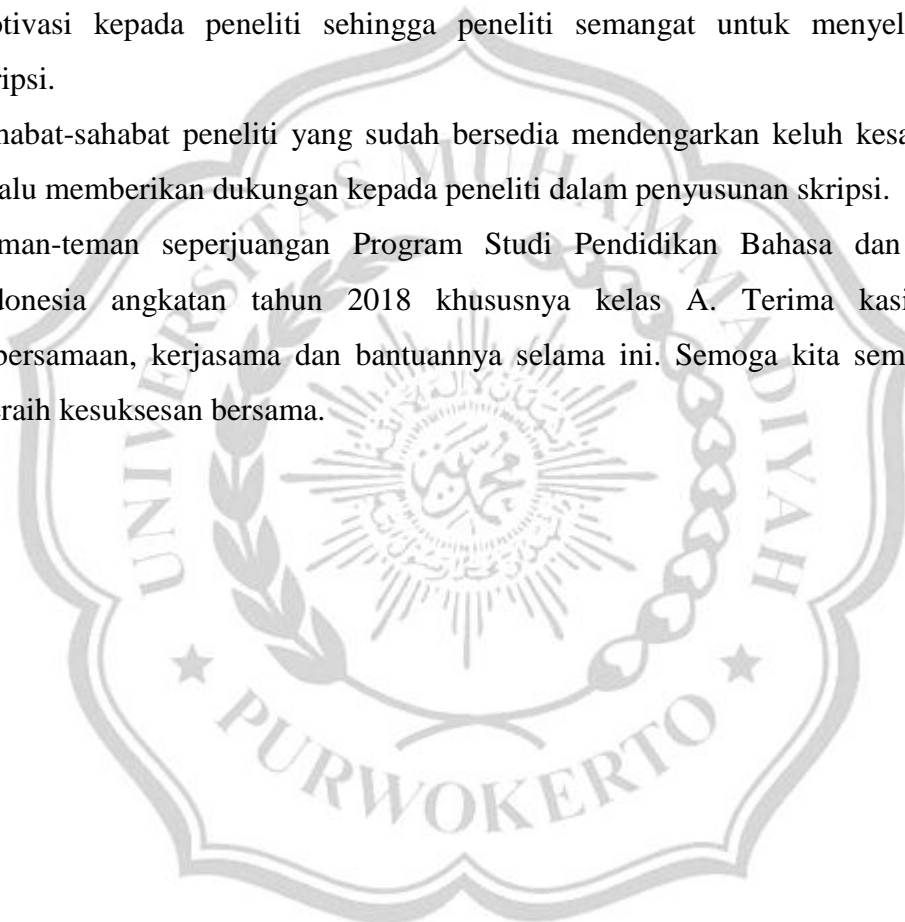 otivasi kepada peneliti sehingga peneliti semangat untuk menyel
ripsi.
habat-sahabat peneliti yang sudah bersedia mendengarkan keluh kesa
alu memberikan dukungan kepada peneliti dalam penyusunan skripsi.
man-teman seperjuangan Program Studi Pendidikan Bahasa dan
donesia angkatan tahun 2018 khususnya kelas A. Terima kasi
bersamaan, kerjasama dan bantuannya selama ini. Semoga kita sem
eraih kesuksesan bersama.
UNIVERSITAS MUHAMMADIYAH
PURWOKERTO